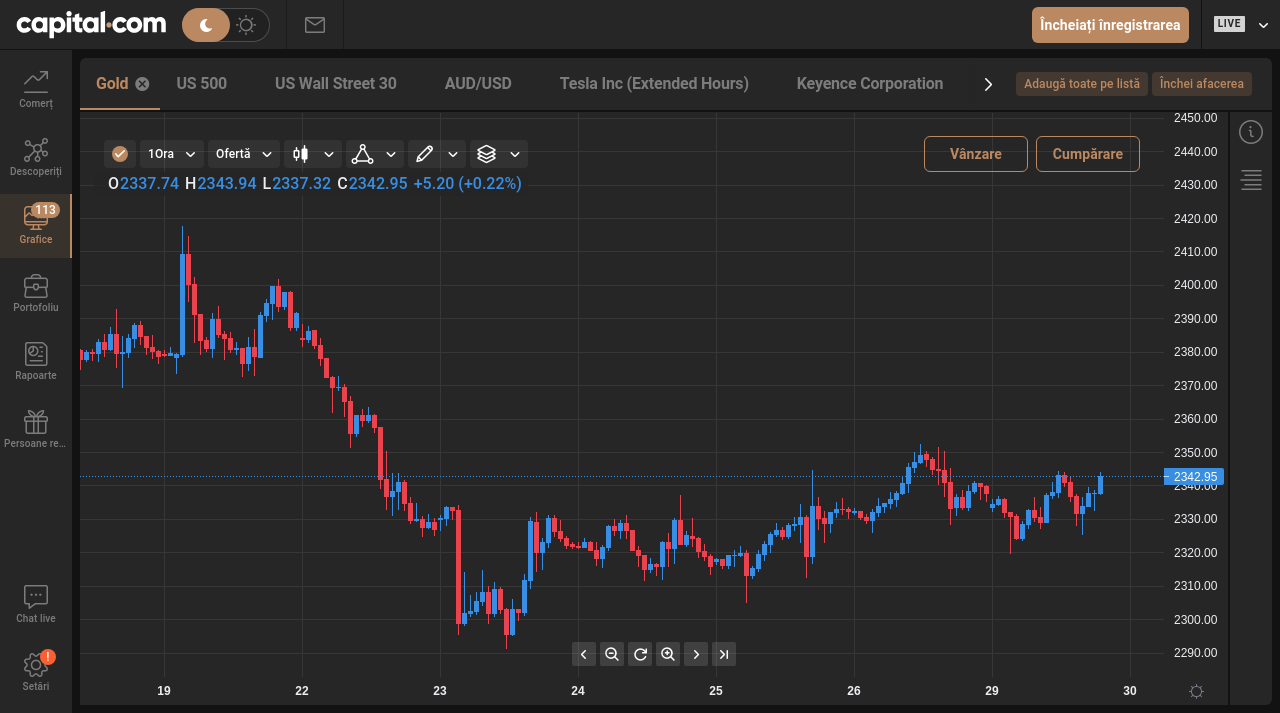 capital.com
Încheiați înregistrarea
LIVE
Gold
US 500
US Wall Street 30
AUD/USD
Tesla Inc (Extended Hours)
Keyence Corporation
Adaugă toate pe listă
Închei afacerea
Comerț
Descoperiți
113
Grafice
Portofoliu
Rapoarte
Persoane re...
Chat live
!
Setări
1Ora
Ofertă
Vânzare
Cumpărare
O2337.74 H2343.94 L2337.32 C2342.95 +5.20 (+0.22%)
2450.00
2440.00
2430.00
2420.00
2410.00
2400.00
2390.00
2380.00
2370.00
2360.00
2350.00
2342.95
2340.00
2330.00
2320.00
2310.00
2300.00
2290.00
19 22 23 24 25 26 29 30